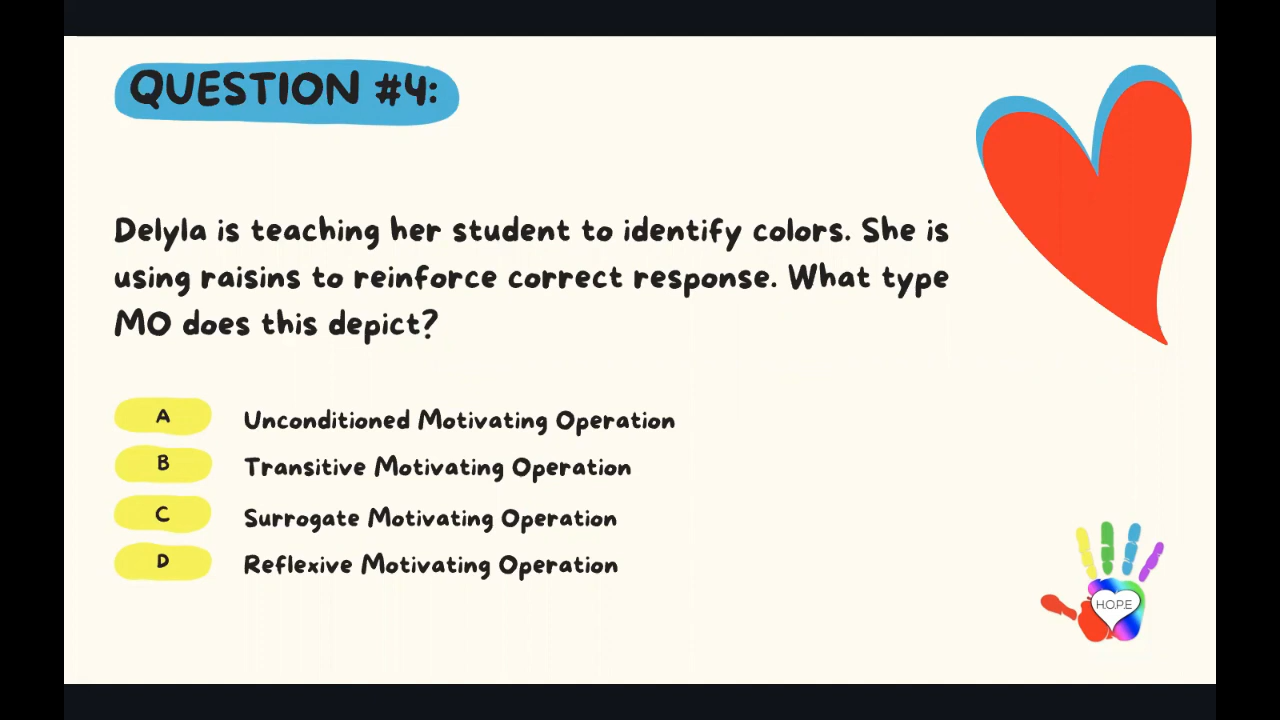 QUESTION #4:
Delyla is teaching her student to identify colors. She is
using raisins to reinforce correct response. What type
MO does this depict?
A Unconditioned Motivating Operation
B Transitive Motivating Operation
C Surrogate Motivating Operation
D Reflexive Motivating Operation
H.O.P.E